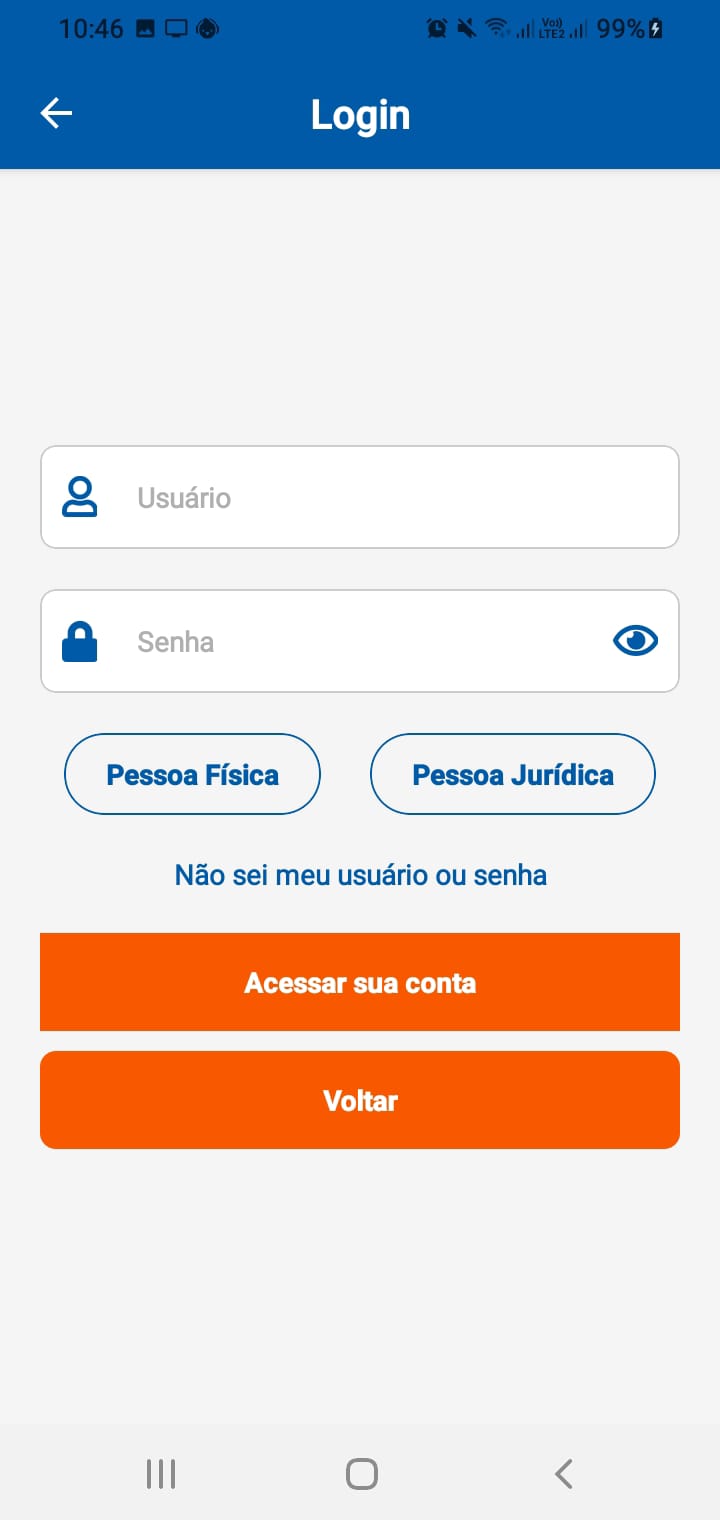 10:46 Vo)) LTE2 99%
Login
Usuário
Senha
Pessoa Física Pessoa Jurídica
Não sei meu usuário ou senha
Acessar sua conta
Voltar